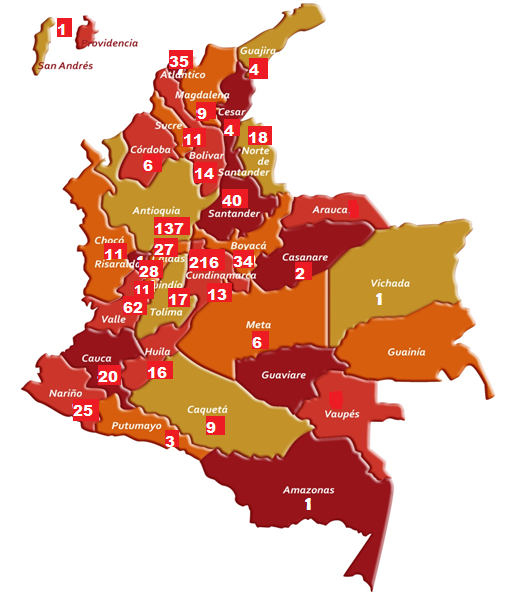 1
Providencia
San Andrés
Guajira
4
35
Atlántico
Magdalena
9
Cesar
4
Sucre
11
Norte
de
Santander
18
Córdoba
6
Bolivar
14
40
Santander
Antioquia
137
Arauca
Boyacá
34
Casanare
2
Vichada
1
Chocó
11
Risaralda
27
28
216
Cundinamarca
13
11
17
Tolima
62
Valle
Meta
6
Guainía
Cauca
20
Huila
16
Guaviare
Nariño
25
Caquetá
9
Vaupés
Putumayo
3
Amazonas
1